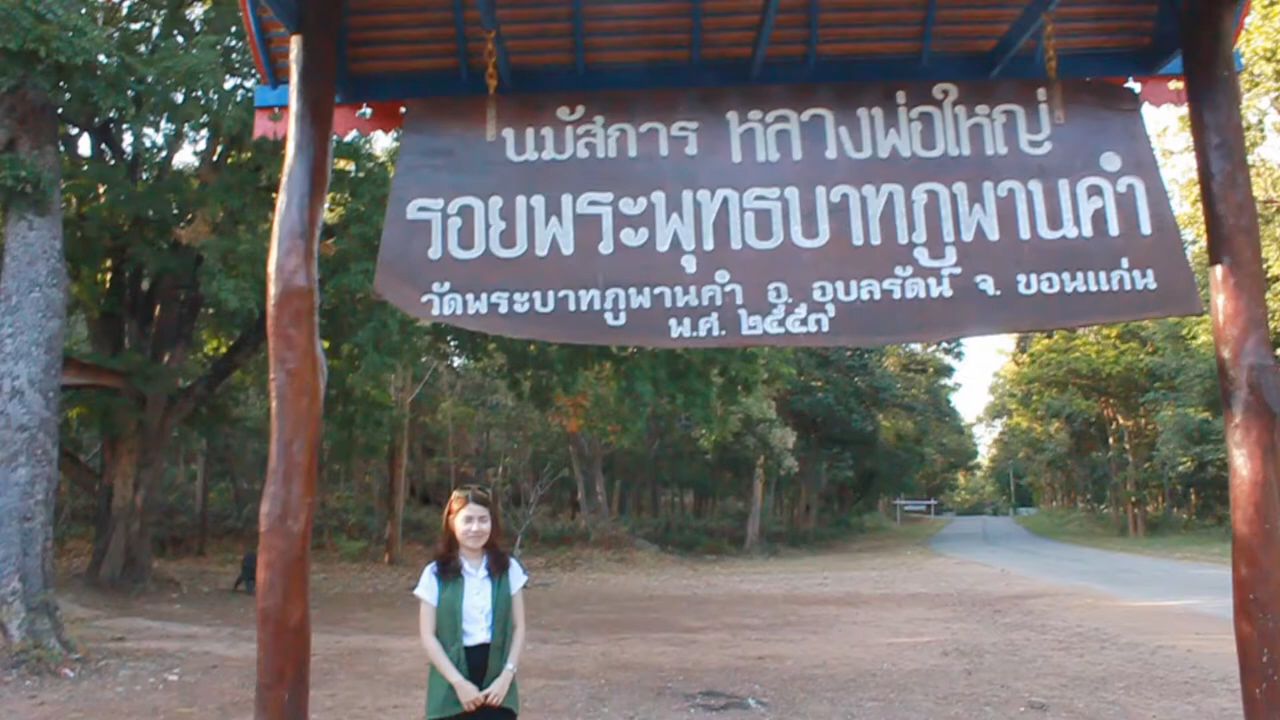 นมัสการ หลวงพ่อใหญ่
รอยพระพุทธบาทภูพานคำ
วัดพระบาทภูพานคำ อ. อุบลรัตน์ จ. ขอนแก่น
พ.ศ. ๒๕๕๓